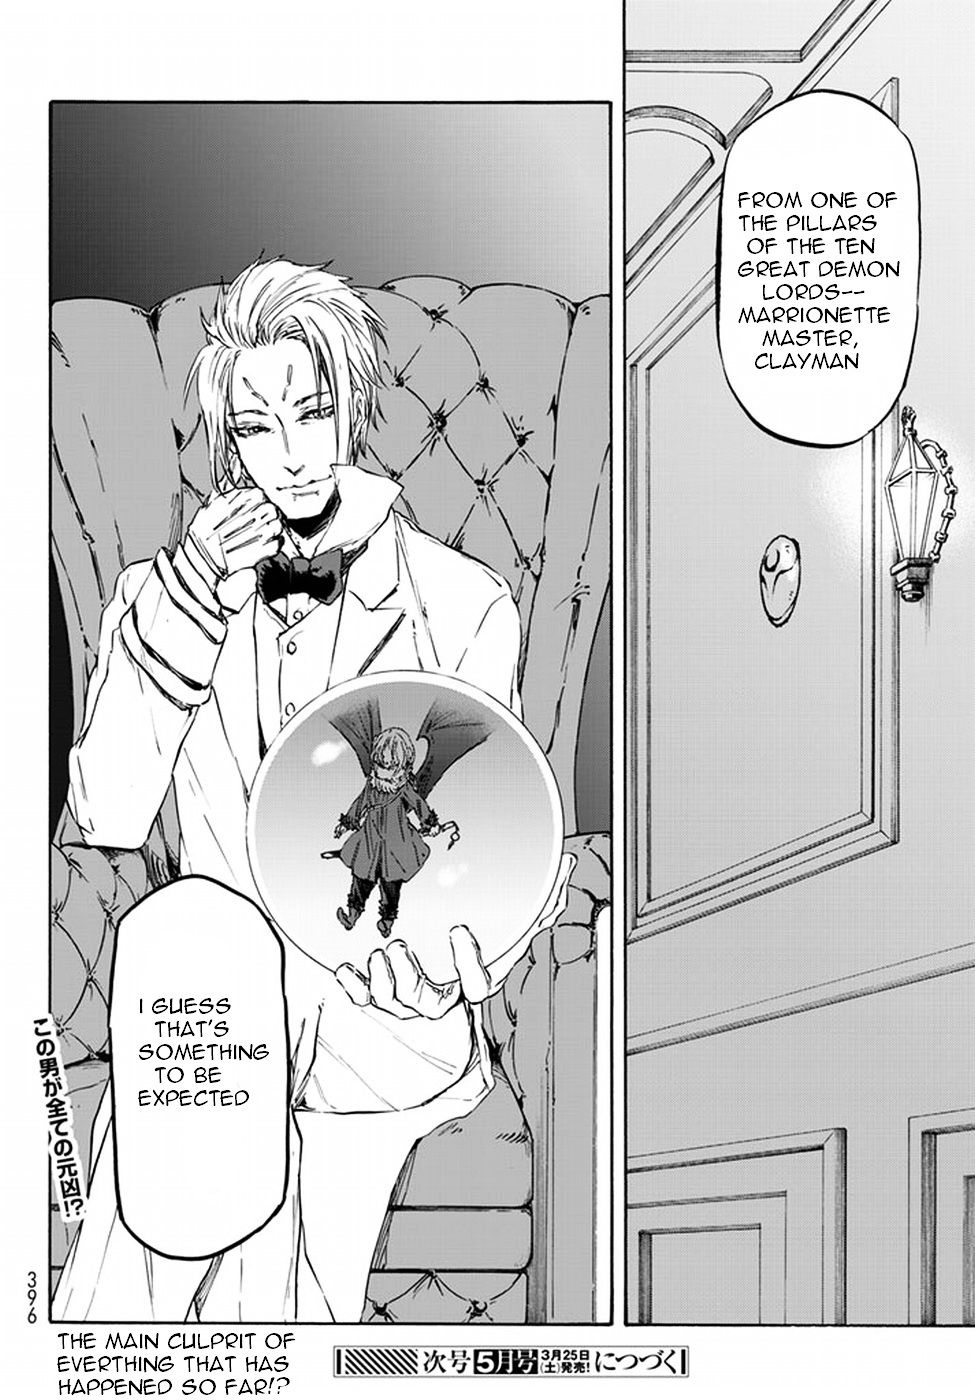 FROM ONE OF
THE PILLARS
OF THE TEN
GREAT DEMON
LORDS--
MARRIONETTE
MASTER,
CLAYMAN
I GUESS
THAT'S
SOMETHING
TO BE
EXPECTED
この男が全ての元凶!?
396
THE MAIN CULPRIT OF
EVERTHING THAT HAS
HAPPENED SO FAR!?
次号5月号3月25日(土)発売!につづく